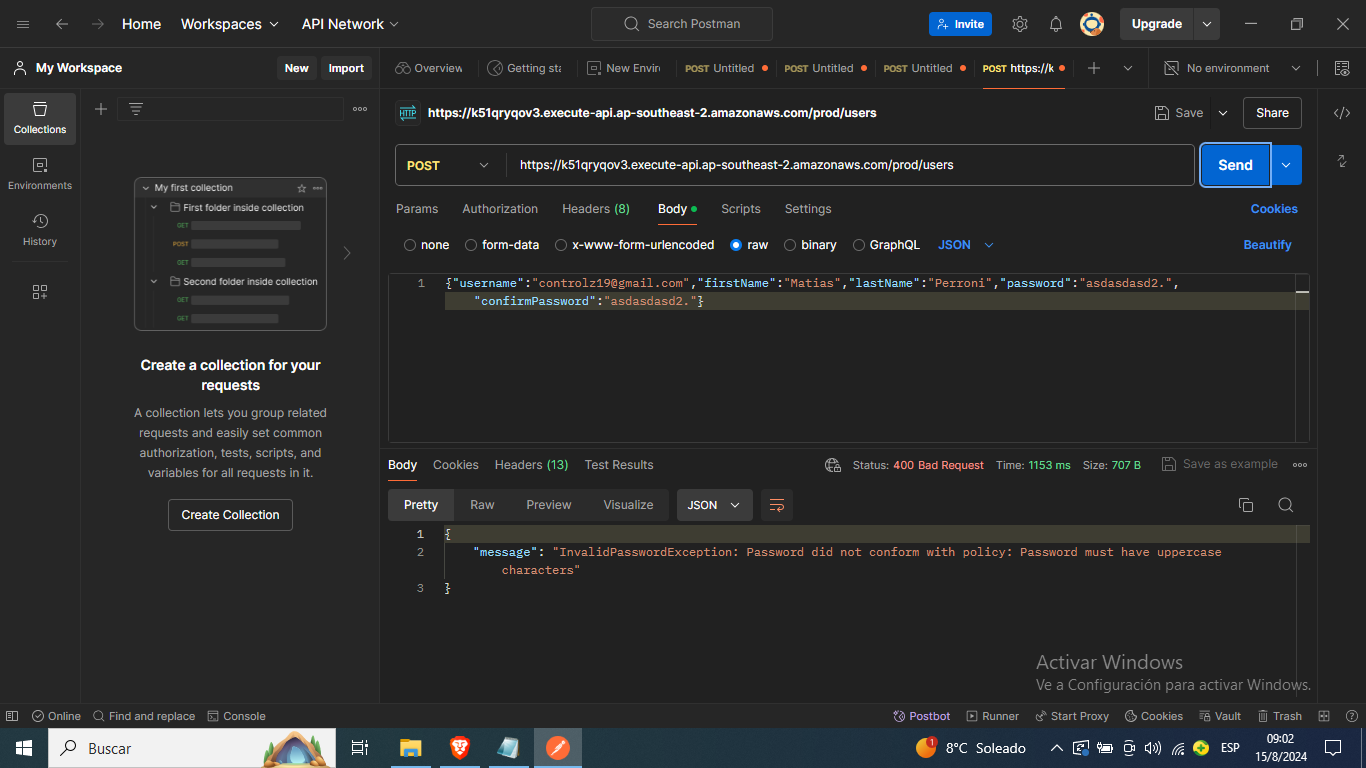 Home Workspaces API Network Search Postman Invite Upgrade
My Workspace New Import Overview Getting sta New Enviro POST Untitled POST Untitled POST Untitled POST https://k No environment
Collections
Environments
History
My first collection
First folder inside collection
GET
POST
GET
Second folder inside collection
GET
GET
Create a collection for your
requests
A collection lets you group related
requests and easily set common
authorization, tests, scripts, and
variables for all requests in it.
Create Collection
HTTP https://k51qryqov3.execute-api.ap-southeast-2.amazonaws.com/prod/users Save Share
POST https://k51qryqov3.execute-api.ap-southeast-2.amazonaws.com/prod/users Send
Params Authorization Headers (8) Body Scripts Settings Cookies
none form-data x-www-form-urlencoded raw binary GraphQL JSON Beautify
1 {"username":"controlz19@gmail.com","firstName":"Matias","lastName":"Perroni","password":"asdasdasd2.",
"confirmPassword":"asdasdasd2."}
Body Cookies Headers (13) Test Results Status: 400 Bad Request Time: 1153 ms Size: 707 B Save as example
Pretty Raw Preview Visualize JSON
1 {
2 "message": "InvalidPasswordException: Password did not conform with policy: Password must have uppercase
characters"
3 }
Activar Windows
Ve a Configuración para activar Windows.
Online Find and replace Console Postbot Runner Start Proxy Cookies Vault Trash
Buscar 1 8°C Soleado ESP 09:02
15/8/2024